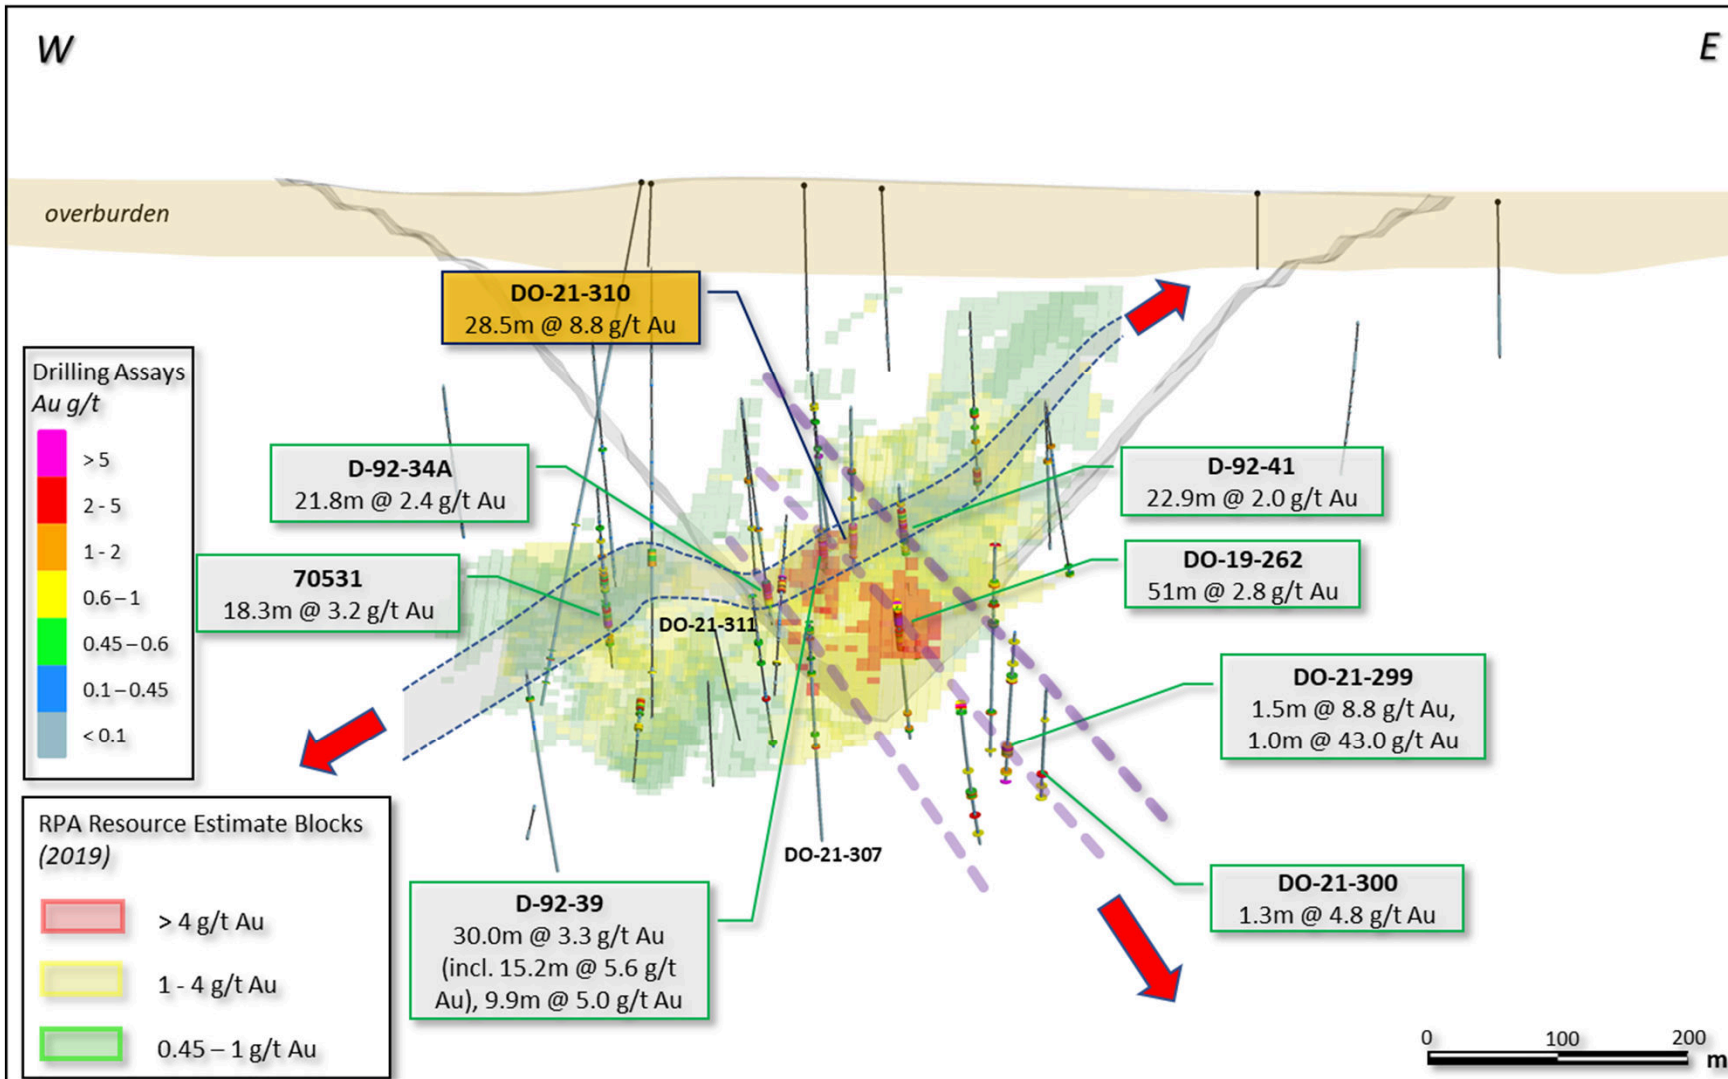 W
E
overburden
DO-21-310
28.5m @ 8.8 g/t Au
Drilling Assays
Au g/t
> 5
2 - 5
1 - 2
0.6 – 1
0.45 – 0.6
0.1 – 0.45
< 0.1
D-92-34A
21.8m @ 2.4 g/t Au
D-92-41
22.9m @ 2.0 g/t Au
70531
18.3m @ 3.2 g/t Au
DO-19-262
51m @ 2.8 g/t Au
DO-21-311
DO-21-299
1.5m @ 8.8 g/t Au,
1.0m @ 43.0 g/t Au
RPA Resource Estimate Blocks
(2019)
> 4 g/t Au
1 - 4 g/t Au
0.45 – 1 g/t Au
DO-21-307
D-92-39
30.0m @ 3.3 g/t Au
(incl. 15.2m @ 5.6 g/t
Au), 9.9m @ 5.0 g/t Au
DO-21-300
1.3m @ 4.8 g/t Au
0 100 200
m